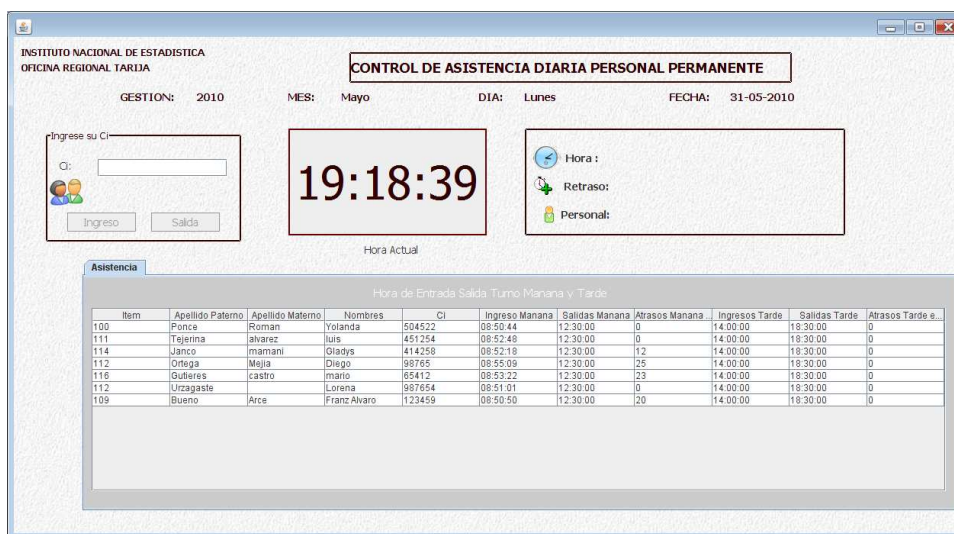 INSTITUTO NACIONAL DE ESTADISTICA
OFICINA REGIONAL TARIJA
CONTROL DE ASISTENCIA DIARIA PERSONAL PERMANENTE
GESTION: 2010 MES: Mayo DIA: Lunes FECHA: 31-05-2010
Ingrese su Ci
Ci:
Ingreso Salida
19:18:39
Hora Actual
Hora :
Retraso:
Personal:
Asistencia
Hora de Entrada Salida Turno Manana y Tarde
Item Apellido Paterno Apellido Materno Nombres Ci Ingreso Manana Salidas Manana Atrasos Manana ... Ingresos Tarde Salidas Tarde Atrasos Tarde e...
100 Ponce Roman Yolanda 504522 08:50:44 12:30:00 0 14:00:00 18:30:00 0
111 Tejerina alvarez luis 451254 08:52:48 12:30:00 0 14:00:00 18:30:00 0
114 Janco mamani Gladys 414258 08:52:18 12:30:00 12 14:00:00 18:30:00 0
112 Ortega Mejia Diego 98765 08:55:09 12:30:00 25 14:00:00 18:30:00 0
116 Gutieres castro mario 65412 08:53:22 12:30:00 23 14:00:00 18:30:00 0
112 Urzagaste Lorena 987654 08:51:01 12:30:00 0 14:00:00 18:30:00 0
109 Bueno Arce Franz Alvaro 123459 08:50:50 12:30:00 20 14:00:00 18:30:00 0